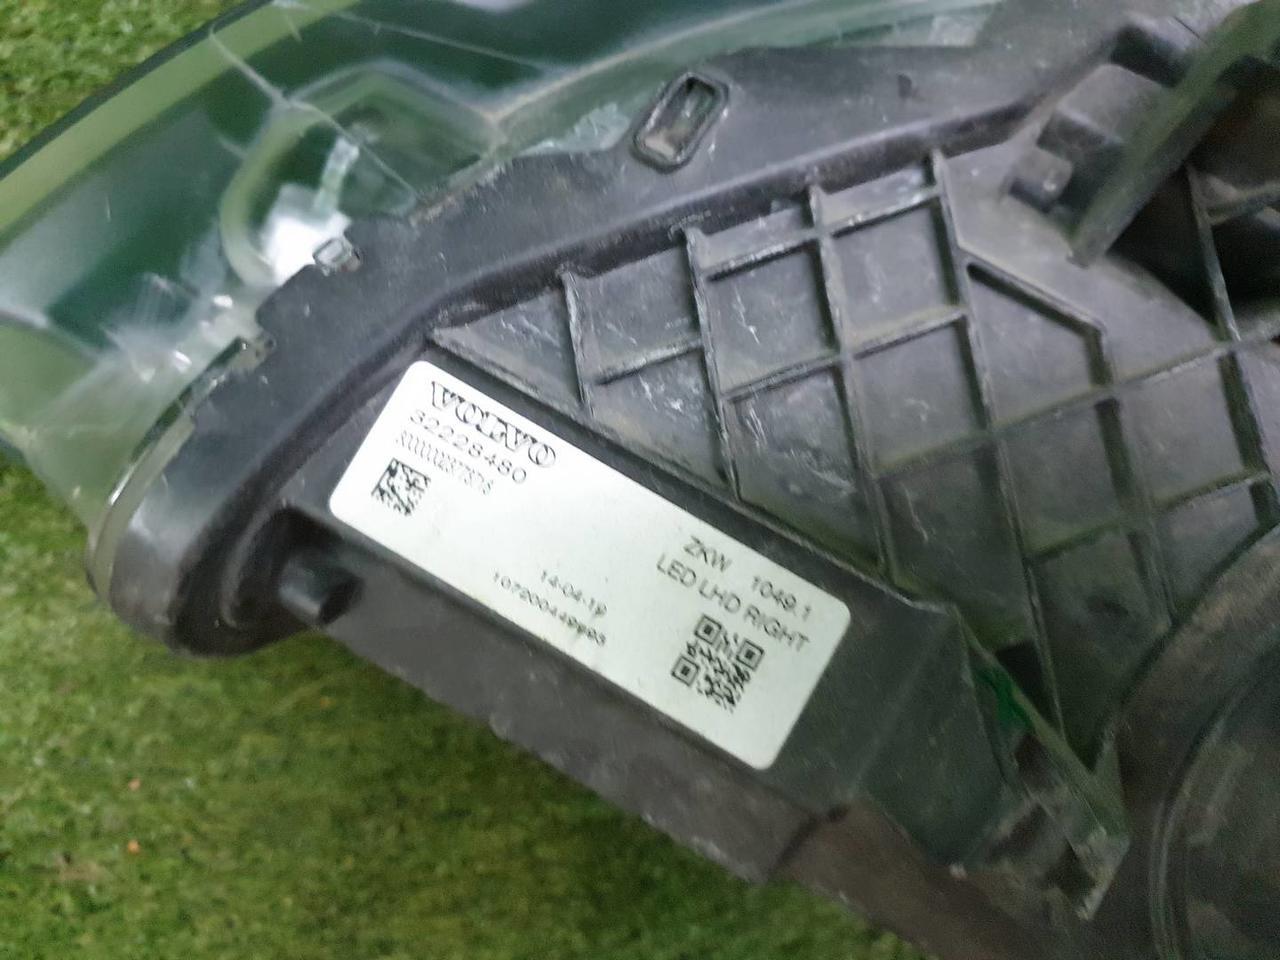 VOLVO
32228480
14-04-19
ZKW 1049.1
LED LHD RIGHT